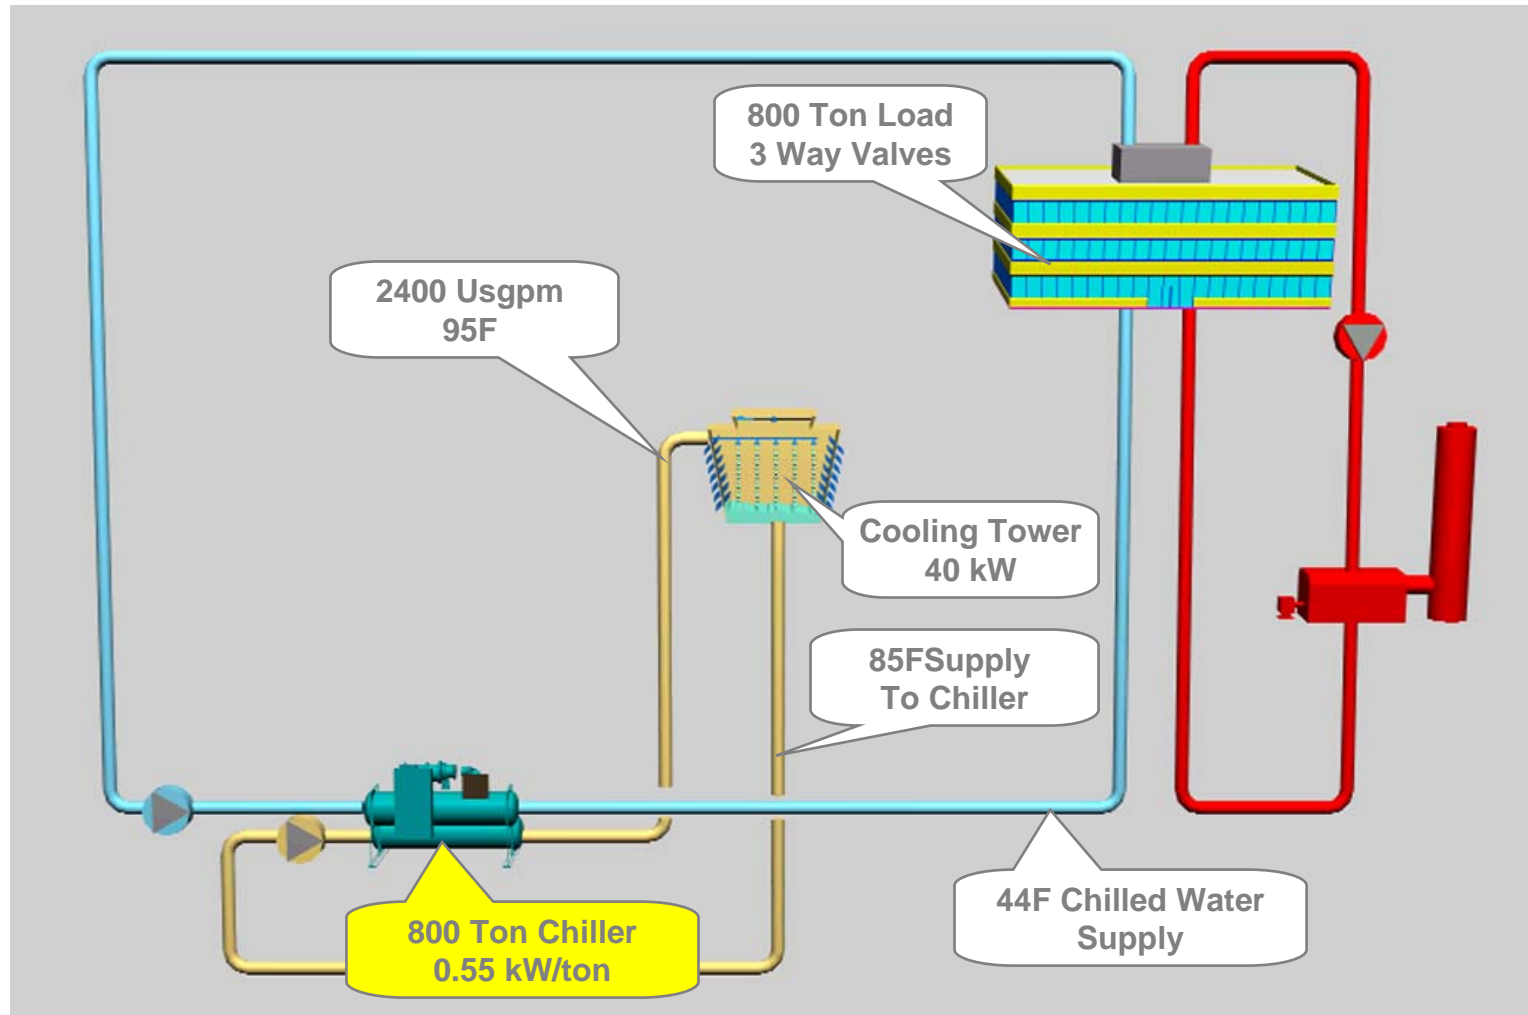 800 Ton Load
3 Way Valves
2400 Usgpm
95F
Cooling Tower
40 kW
85FSupply
To Chiller
44F Chilled Water
Supply
800 Ton Chiller
0.55 kW/ton